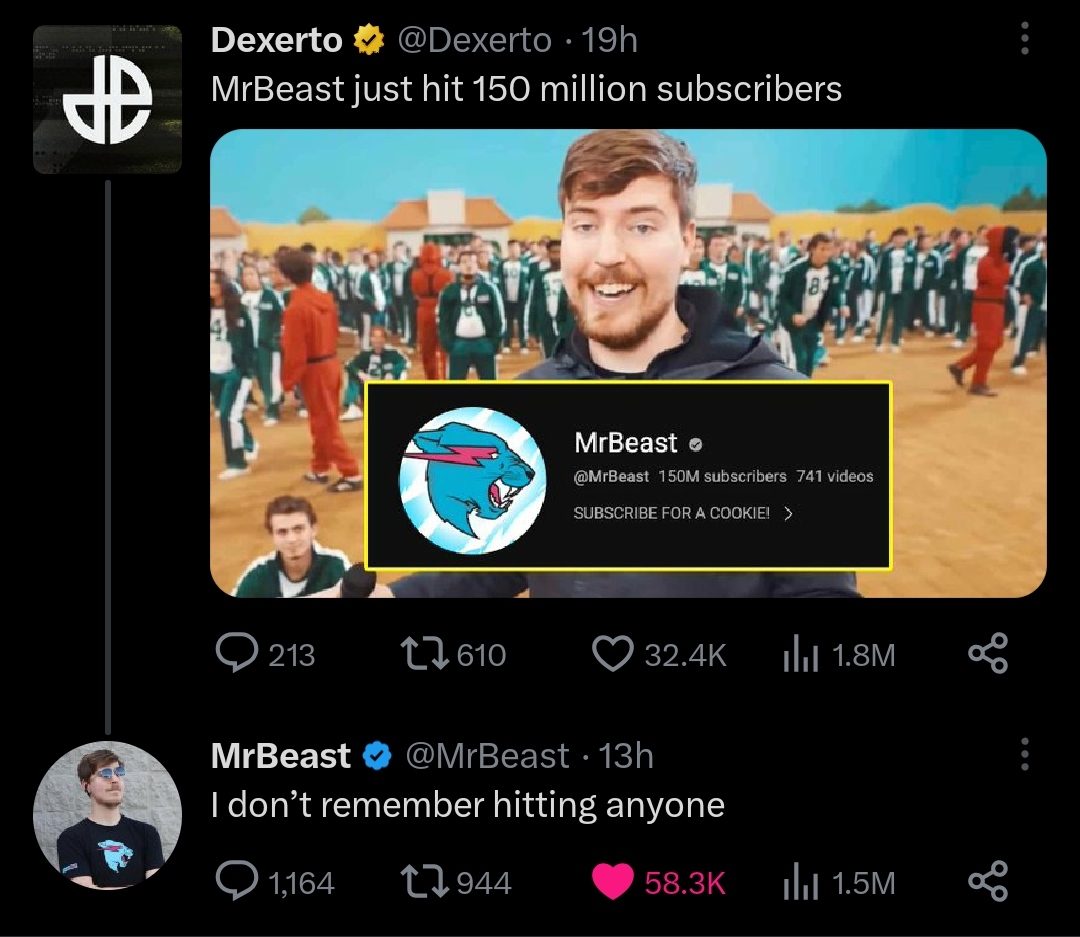 Dexerto @Dexerto · 19h
MrBeast just hit 150 million subscribers
MrBeast
@MrBeast 150M subscribers 741 videos
SUBSCRIBE FOR A COOKIE!
213 610 32.4K 1.8M
MrBeast @MrBeast · 13h
I don’t remember hitting anyone
1,164 944 58.3K 1.5M